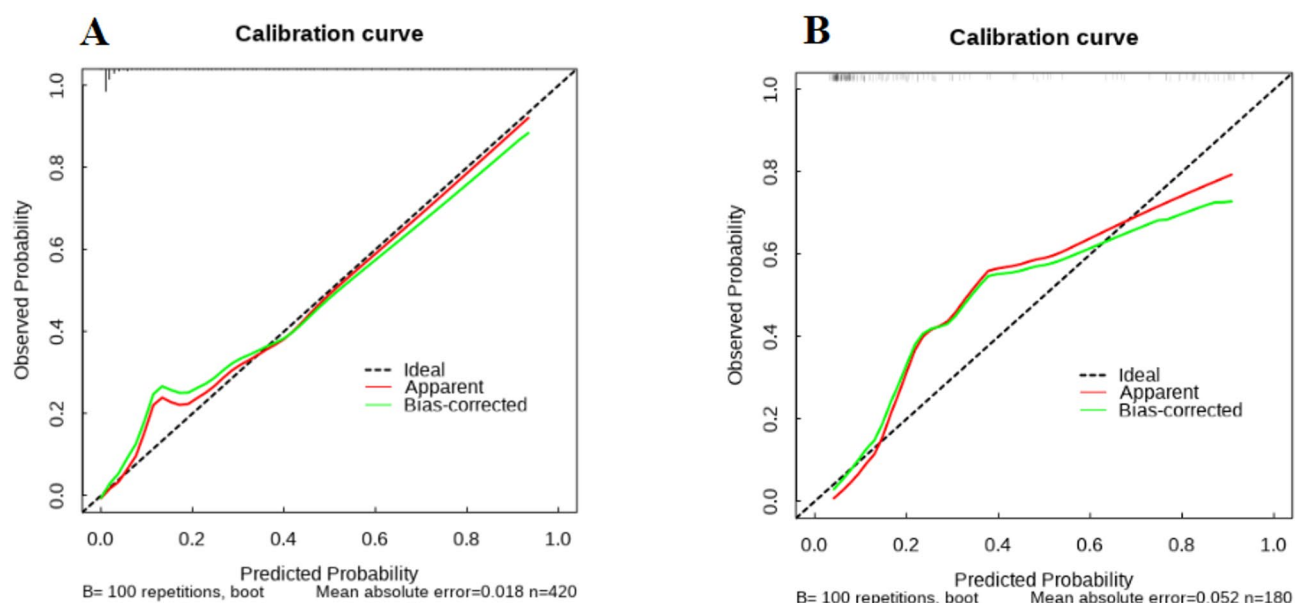 A
Calibration curve
Observed Probability
0.0 0.2 0.4 0.6 0.8 1.0
Ideal
Apparent
Bias-corrected
0.0 0.2 0.4 0.6 0.8 1.0
Predicted Probability
B= 100 repetitions, boot Mean absolute error=0.018 n=420
B
Calibration curve
Observed Probability
0.0 0.2 0.4 0.6 0.8 1.0
Ideal
Apparent
Bias-corrected
0.0 0.2 0.4 0.6 0.8 1.0
Predicted Probability
B= 100 repetitions, boot Mean absolute error=0.052 n=180